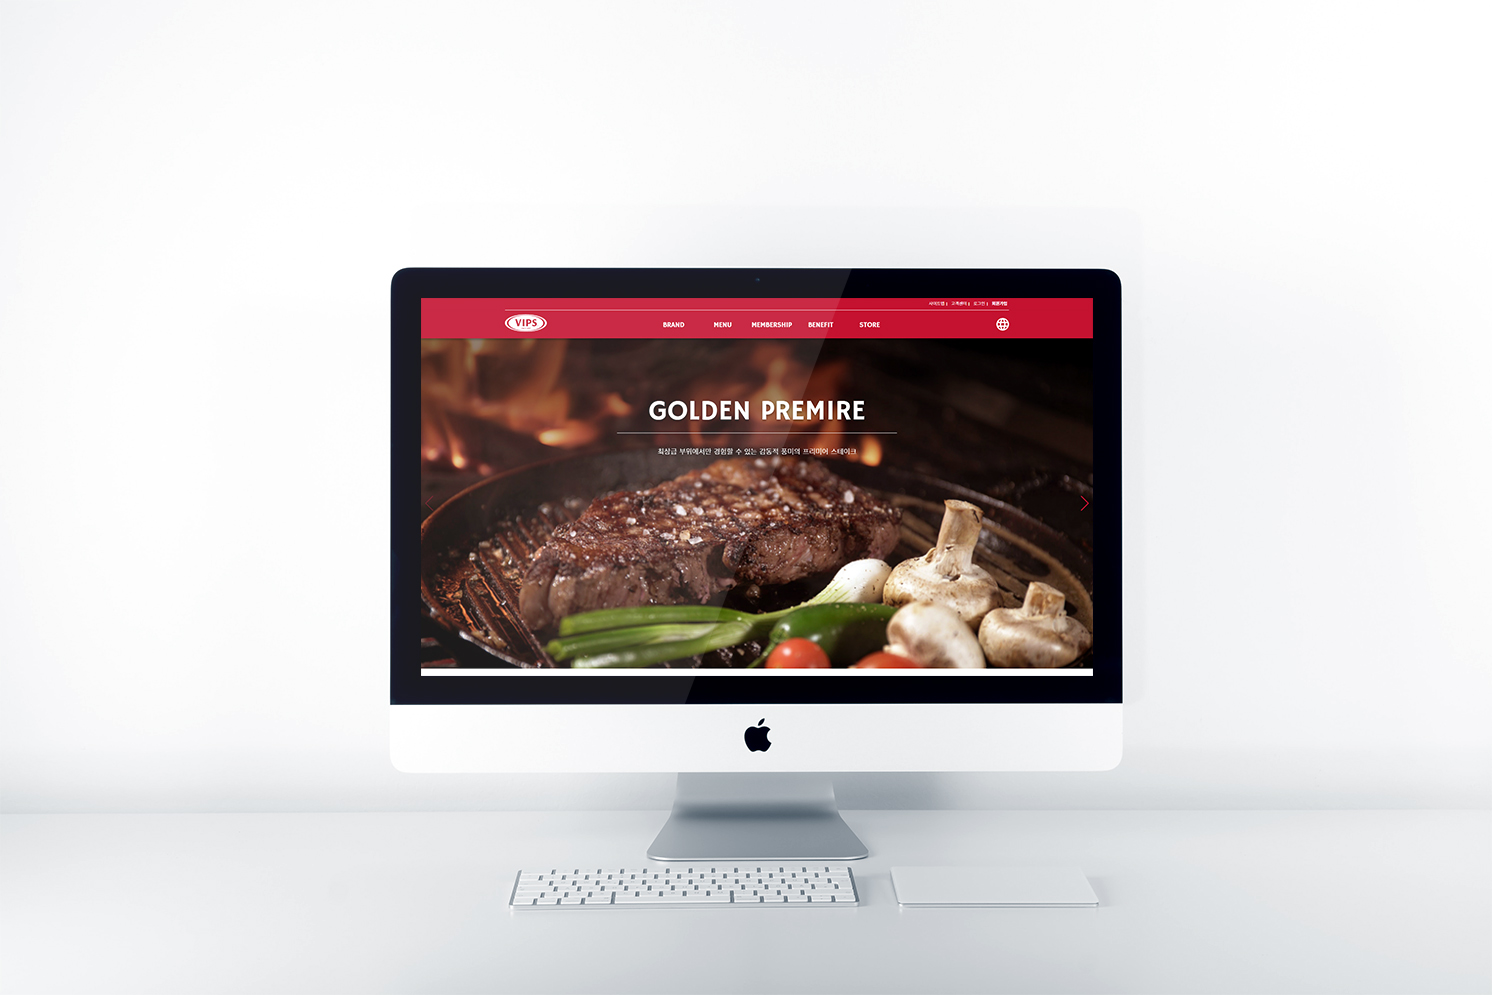 사이트맵 | 고객센터 | 로그인 | 회원가입
VIPS
BRAND MENU MEMBERSHIP BENEFIT STORE
GOLDEN PREMIRE
최상급 부위에서만 경험할 수 있는 감동적 풍미의 프리미어 스테이크